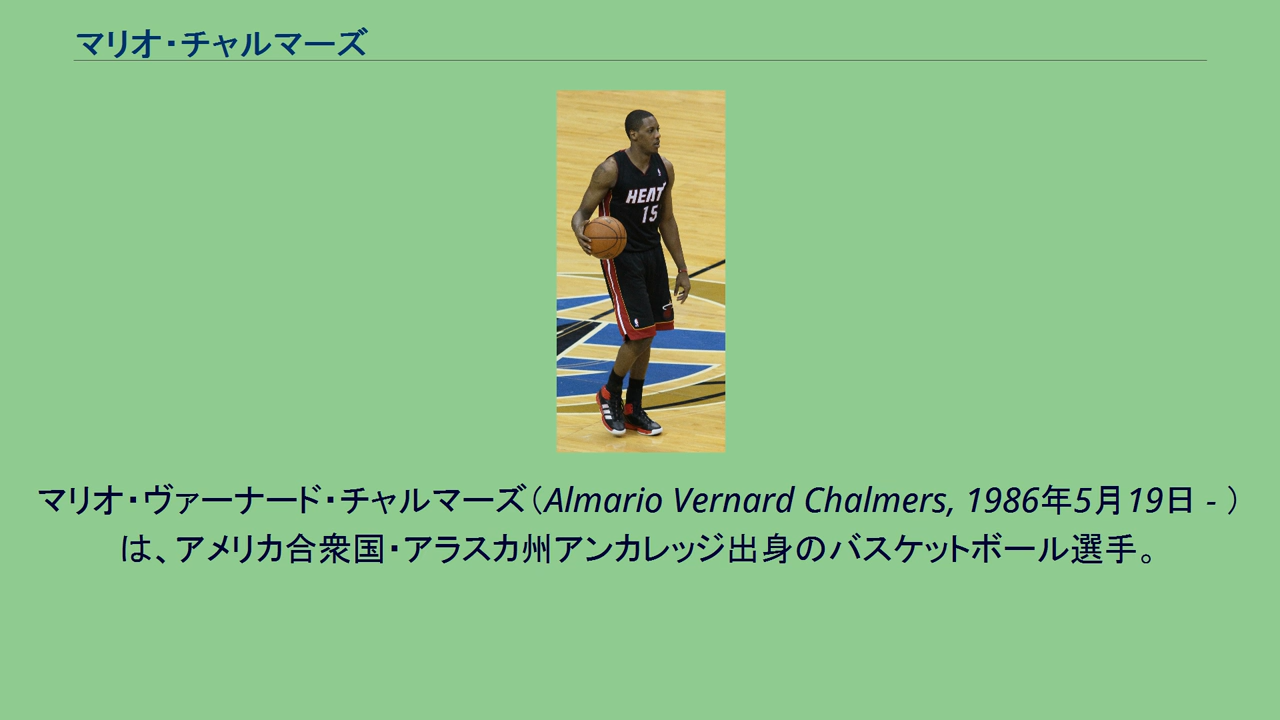 マリオ・チャルマーズ
HEAT
15
マリオ・ヴァーナード・チャルマーズ（Almario Vernard Chalmers, 1986年5月19日 - ）
は、アメリカ合衆国・アラスカ州アンカレッジ出身のバスケットボール選手。